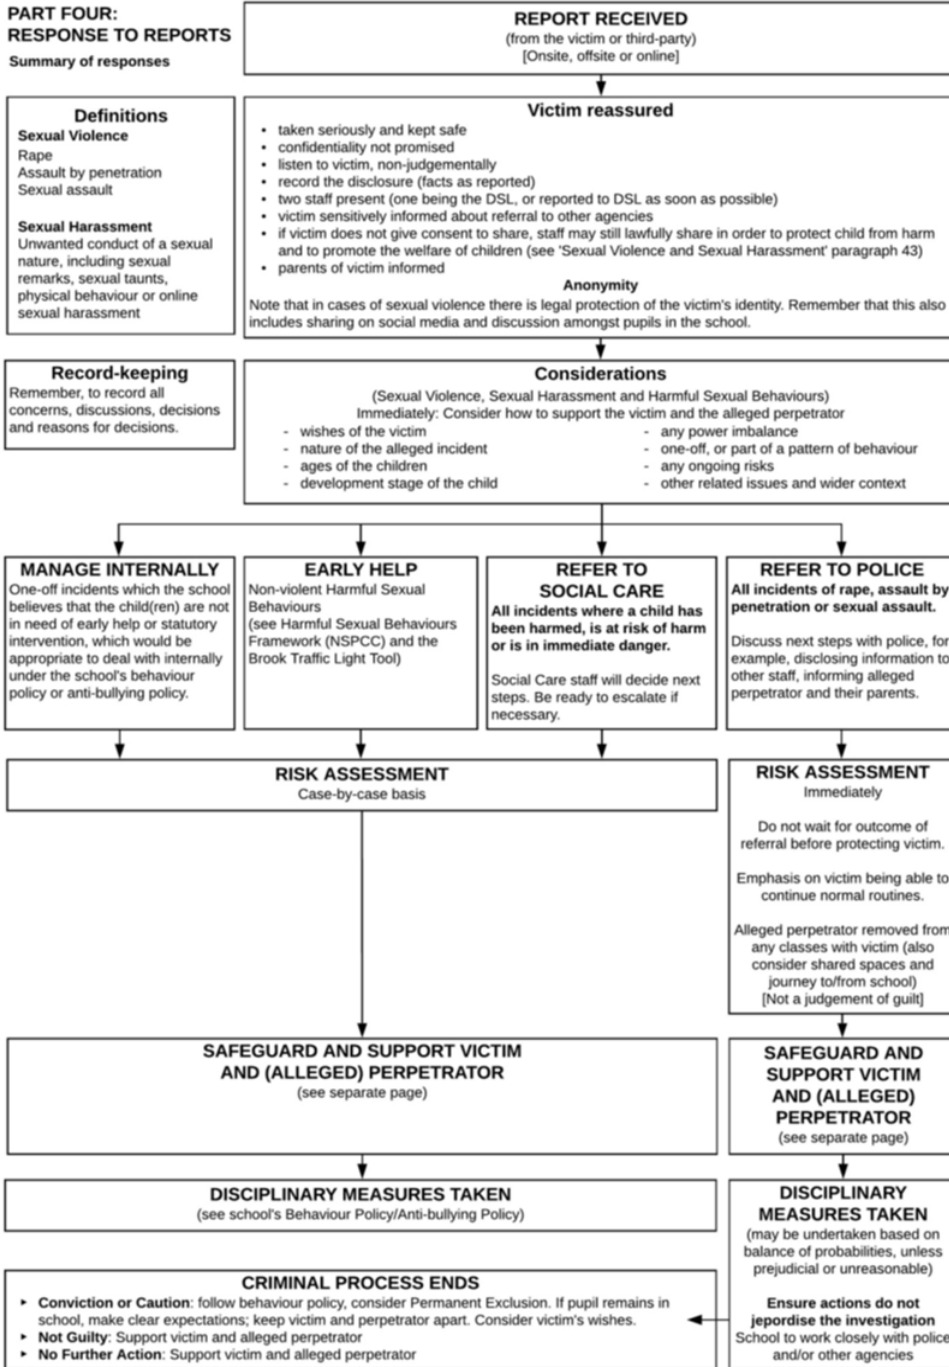 PART FOUR:
RESPONSE TO REPORTS
Summary of responses
REPORT RECEIVED
(from the victim or third-party)
[Onsite, offsite or online]
Definitions
Sexual Violence
Rape
Assault by penetration
Sexual assault
Sexual Harassment
Unwanted conduct of a sexual
nature, including sexual
remarks, sexual taunts,
physical behaviour or online
sexual harassment
Victim reassured
• taken seriously and kept safe
• confidentiality not promised
• listen to victim, non-judgementally
• record the disclosure (facts as reported)
• two staff present (one being the DSL, or reported to DSL as soon as possible)
• victim sensitively informed about referral to other agencies
• if victim does not give consent to share, staff may still lawfully share in order to protect child from harm
and to promote the welfare of children (see 'Sexual Violence and Sexual Harassment' paragraph 43)
• parents of victim informed
Anonymity
Note that in cases of sexual violence there is legal protection of the victim's identity. Remember that this also
includes sharing on social media and discussion amongst pupils in the school.
Record-keeping
Remember, to record all
concerns, discussions, decisions
and reasons for decisions.
Considerations
(Sexual Violence, Sexual Harassment and Harmful Sexual Behaviours)
Immediately: Consider how to support the victim and the alleged perpetrator
- wishes of the victim
- nature of the alleged incident
- ages of the children
- development stage of the child
- any power imbalance
- one-off, or part of a pattern of behaviour
- any ongoing risks
- other related issues and wider context
MANAGE INTERNALLY
One-off incidents which the school
believes that the child(ren) are not
in need of early help or statutory
intervention, which would be
appropriate to deal with internally
under the school's behaviour
policy or anti-bullying policy.
EARLY HELP
Non-violent Harmful Sexual
Behaviours
(see Harmful Sexual Behaviours
Framework (NSPCC) and the
Brook Traffic Light Tool)
REFER TO
SOCIAL CARE
All incidents where a child has
been harmed, is at risk of harm
or is in immediate danger.
Social Care staff will decide next
steps. Be ready to escalate if
necessary.
REFER TO POLICE
All incidents of rape, assault by
penetration or sexual assault.
Discuss next steps with police, for
example, disclosing information to
other staff, informing alleged
perpetrator and their parents.
RISK ASSESSMENT
Case-by-case basis
RISK ASSESSMENT
Immediately
Do not wait for outcome of
referral before protecting victim.
Emphasis on victim being able to
continue normal routines.
Alleged perpetrator removed from
any classes with victim (also
consider shared spaces and
journey to/from school)
[Not a judgement of guilt]
SAFEGUARD AND SUPPORT VICTIM
AND (ALLEGED) PERPETRATOR
(see separate page)
SAFEGUARD AND
SUPPORT VICTIM
AND (ALLEGED)
PERPETRATOR
(see separate page)
DISCIPLINARY MEASURES TAKEN
(see school's Behaviour Policy/Anti-bullying Policy)
DISCIPLINARY
MEASURES TAKEN
(may be undertaken based on
balance of probabilities, unless
prejudicial or unreasonable)
Ensure actions do not
jepordise the investigation
School to work closely with police
and/or other agencies
CRIMINAL PROCESS ENDS
‣ Conviction or Caution: follow behaviour policy, consider Permanent Exclusion. If pupil remains in
school, make clear expectations; keep victim and perpetrator apart. Consider victim's wishes.
‣ Not Guilty: Support victim and alleged perpetrator
‣ No Further Action: Support victim and alleged perpetrator